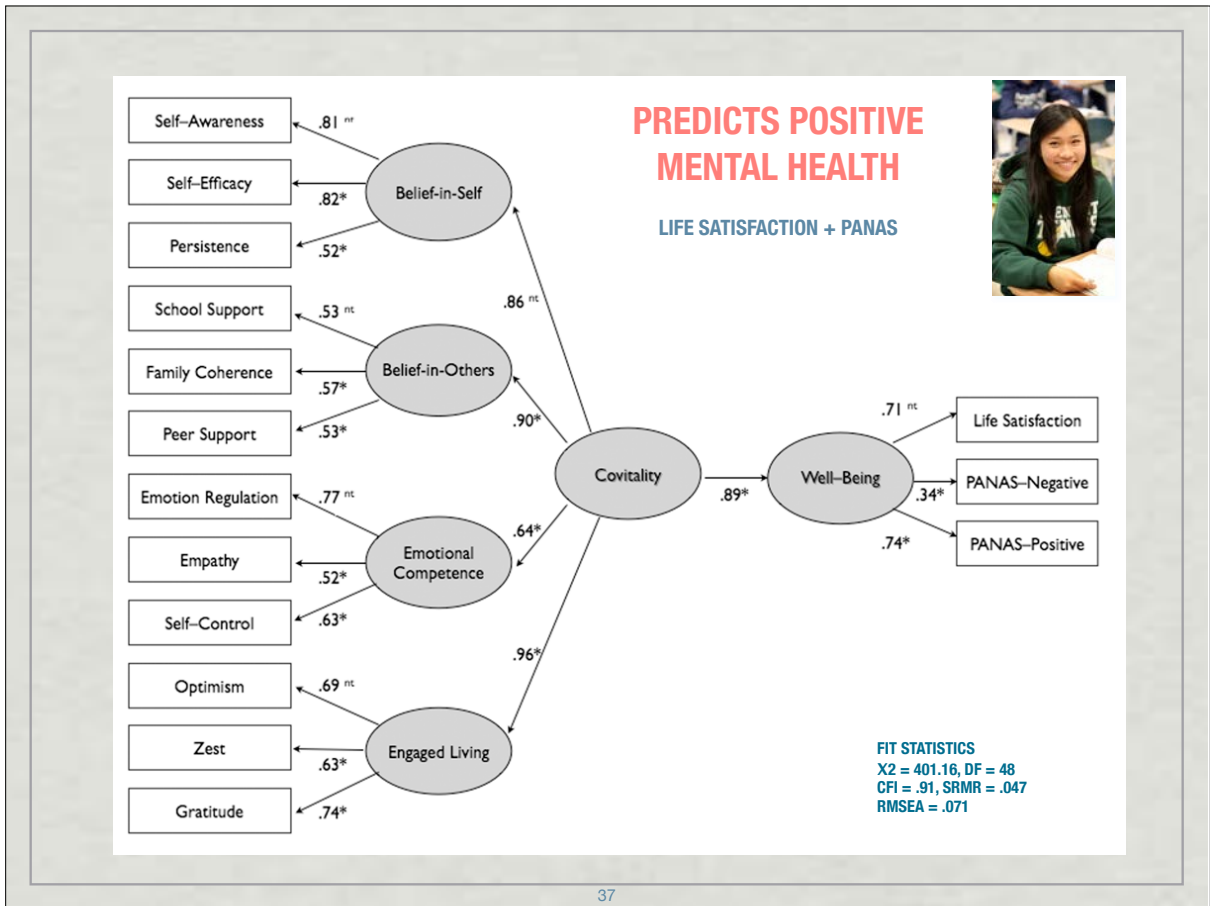 PREDICTS POSITIVE
MENTAL HEALTH
LIFE SATISFACTION + PANAS
Self–Awareness
.81 nt
Self–Efficacy
.82*
Persistence
.52*
Belief-in-Self
School Support
.53 nt
Family Coherence
.57*
Peer Support
.53*
Belief-in-Others
Emotion Regulation
.77 nt
Empathy
.52*
Self–Control
.63*
Emotional
Competence
Optimism
.69 nt
Zest
.63*
Gratitude
.74*
Engaged Living
.86 nt
.90*
.64*
.96*
Covitality
.89*
Well–Being
.71 nt
Life Satisfaction
.34*
PANAS–Negative
.74*
PANAS–Positive
FIT STATISTICS
X2 = 401.16, DF = 48
CFI = .91, SRMR = .047
RMSEA = .071
37